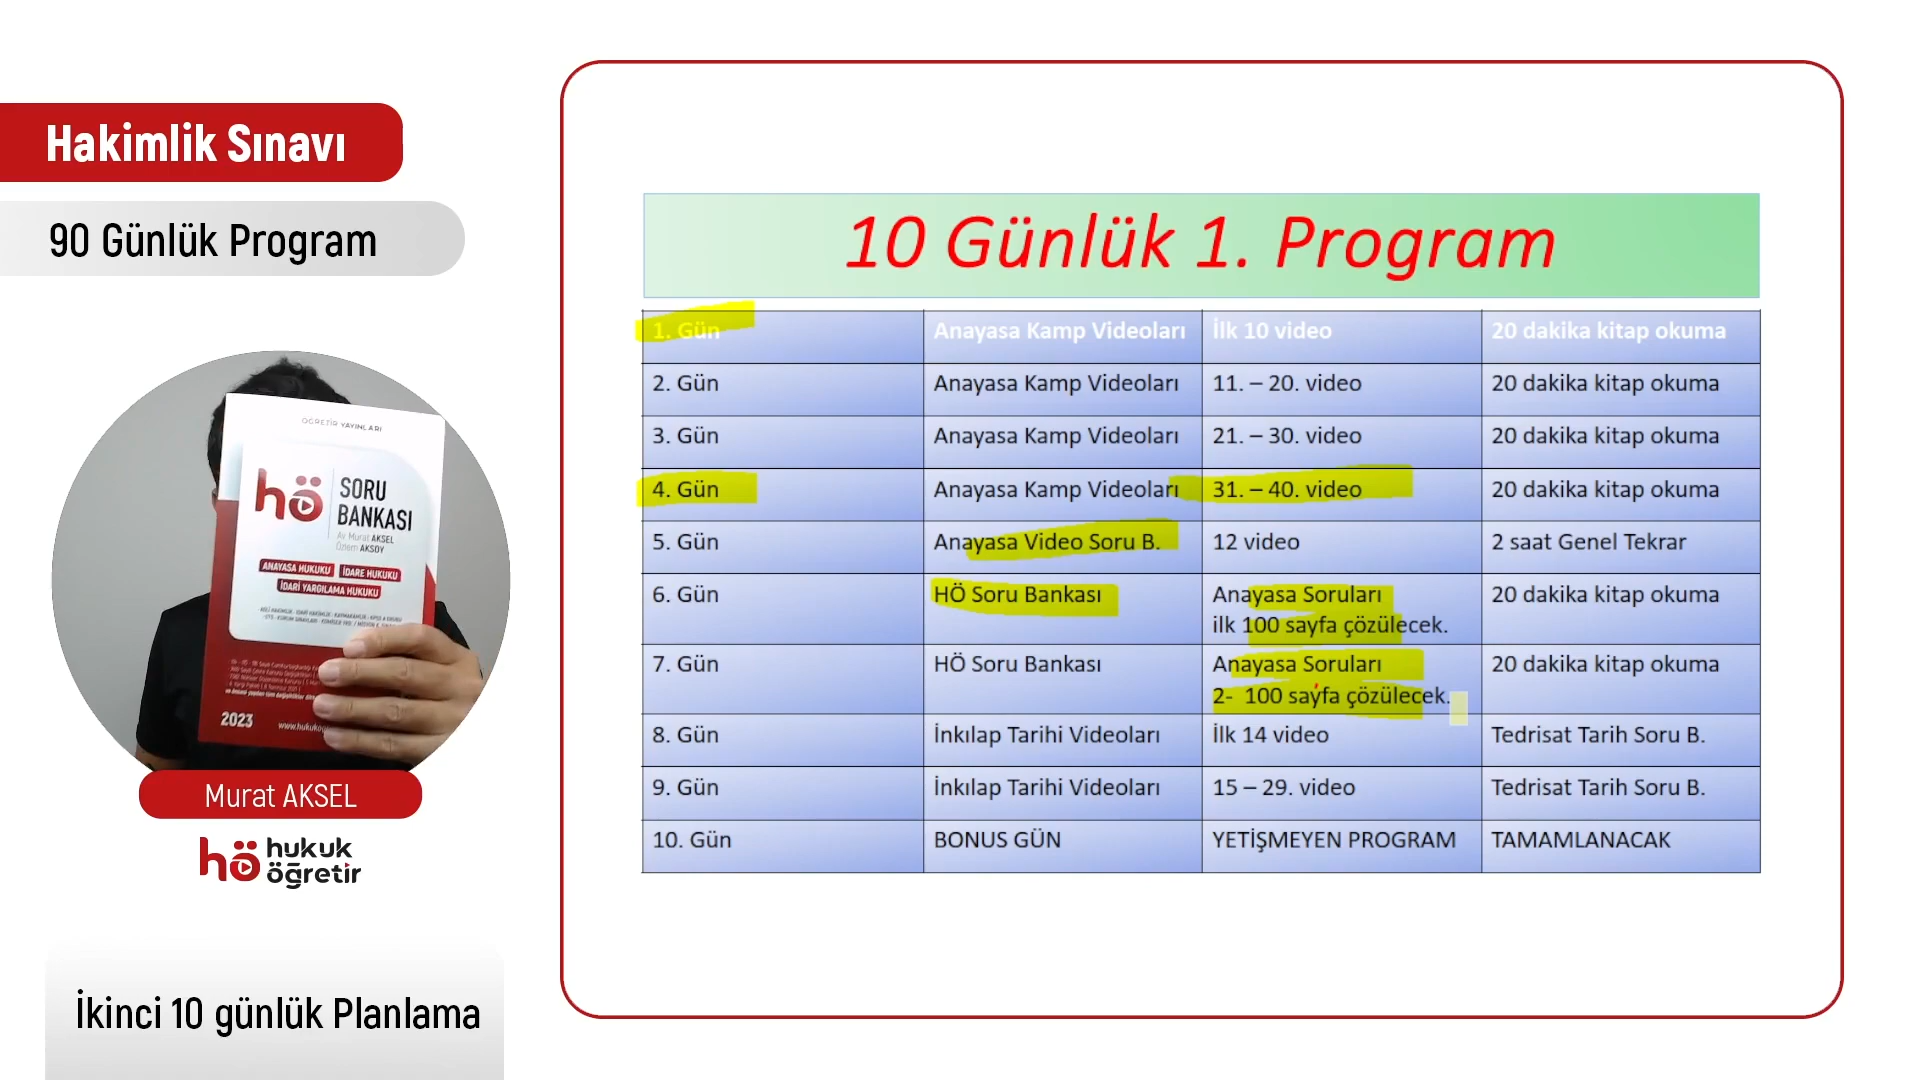 Hakimlik Sınavı
90 Günlük Program
ÖĞRETİR YAYINLARI
hö
SORU
BANKASI
Av. Murat AKSEL
Özlem AKSOY
ANAYASA HUKUKU İDARE HUKUKU
İDARİ YARGILAMA HUKUKU
2023
Murat AKSEL
hö hukuk
öğretir
İkinci 10 günlük Planlama
10 Günlük 1. Program
1. Gün Anayasa Kamp Videoları İlk 10 video 20 dakika kitap okuma
2. Gün Anayasa Kamp Videoları 11. – 20. video 20 dakika kitap okuma
3. Gün Anayasa Kamp Videoları 21. – 30. video 20 dakika kitap okuma
4. Gün Anayasa Kamp Videoları 31. – 40. video 20 dakika kitap okuma
5. Gün Anayasa Video Soru B. 12 video 2 saat Genel Tekrar
6. Gün HÖ Soru Bankası Anayasa Soruları 20 dakika kitap okuma
ilk 100 sayfa çözülecek.
7. Gün HÖ Soru Bankası Anayasa Soruları 20 dakika kitap okuma
2- 100 sayfa çözülecek.
8. Gün İnkılap Tarihi Videoları İlk 14 video Tedrisat Tarih Soru B.
9. Gün İnkılap Tarihi Videoları 15 – 29. video Tedrisat Tarih Soru B.
10. Gün BONUS GÜN YETİŞMEYEN PROGRAM TAMAMLANACAK